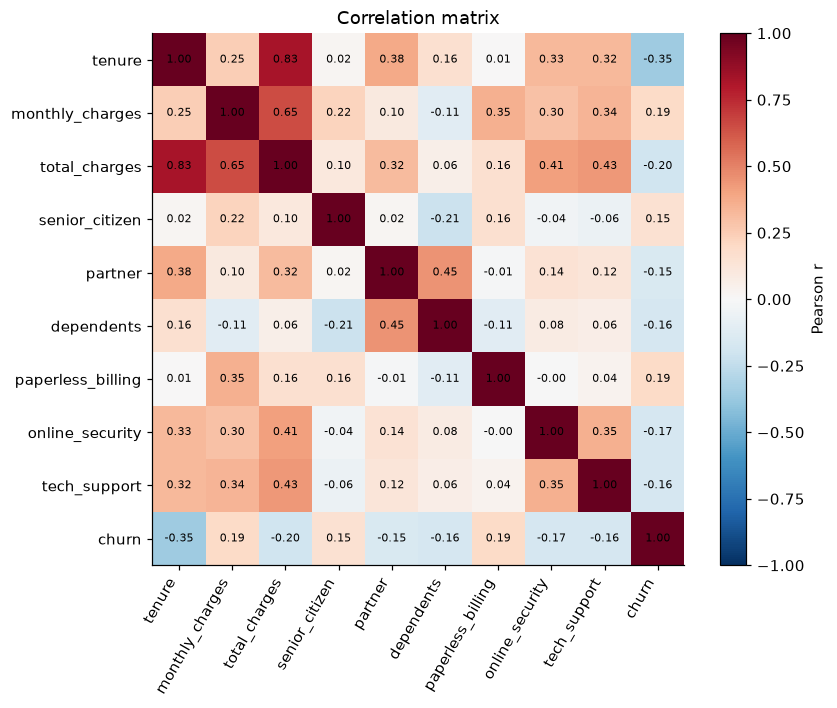 Correlation matrix
tenure 1.00 0.25 0.83 0.02 0.38 0.16 0.01 0.33 0.32 -0.35
monthly_charges 0.25 1.00 0.65 0.22 0.10 -0.11 0.35 0.30 0.34 0.19
total_charges 0.83 0.65 1.00 0.10 0.32 0.06 0.16 0.41 0.43 -0.20
senior_citizen 0.02 0.22 0.10 1.00 0.02 -0.21 0.16 -0.04 -0.06 0.15
partner 0.38 0.10 0.32 0.02 1.00 0.45 -0.01 0.14 0.12 -0.15
dependents 0.16 -0.11 0.06 -0.21 0.45 1.00 -0.11 0.08 0.06 -0.16
paperless_billing 0.01 0.35 0.16 0.16 -0.01 -0.11 1.00 -0.00 0.04 0.19
online_security 0.33 0.30 0.41 -0.04 0.14 0.08 -0.00 1.00 0.35 -0.17
tech_support 0.32 0.34 0.43 -0.06 0.12 0.06 0.04 0.35 1.00 -0.16
churn -0.35 0.19 -0.20 0.15 -0.15 -0.16 0.19 -0.17 -0.16 1.00
tenure
monthly_charges
total_charges
senior_citizen
partner
dependents
paperless_billing
online_security
tech_support
churn
1.00
0.75
0.50
0.25
0.00
−0.25
−0.50
−0.75
−1.00
Pearson r